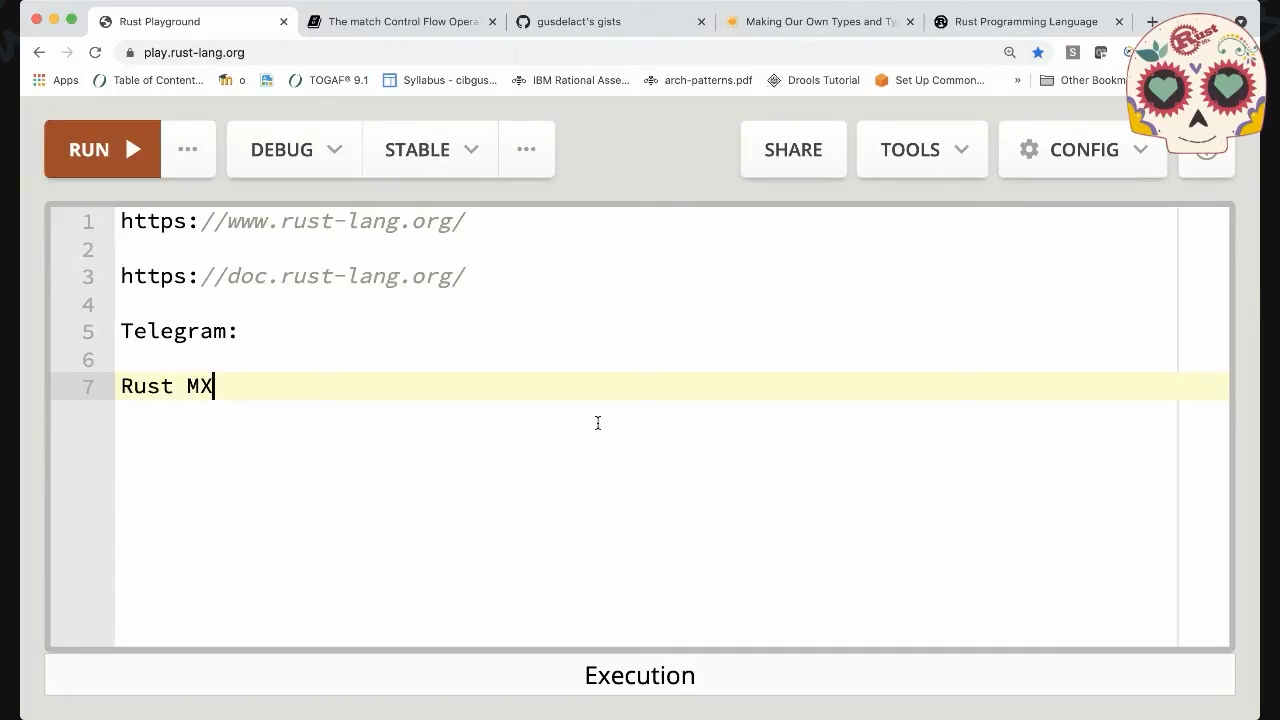 Rust Playground
The match Control Flow Opera
gusdelact's gists
Making Our Own Types and Ty
Rust Programming Language
play.rust-lang.org
Apps
Table of Content...
o
TOGAF® 9.1
Syllabus - cibgus...
IBM Rational Asse...
arch-patterns.pdf
Drools Tutorial
Set Up Common...
»
Other Bookm
Rust
RUN
...
DEBUG
STABLE
...
SHARE
TOOLS
CONFIG
1 https://www.rust-lang.org/
2
3 https://doc.rust-lang.org/
4
5 Telegram:
6
7 Rust MX
Execution